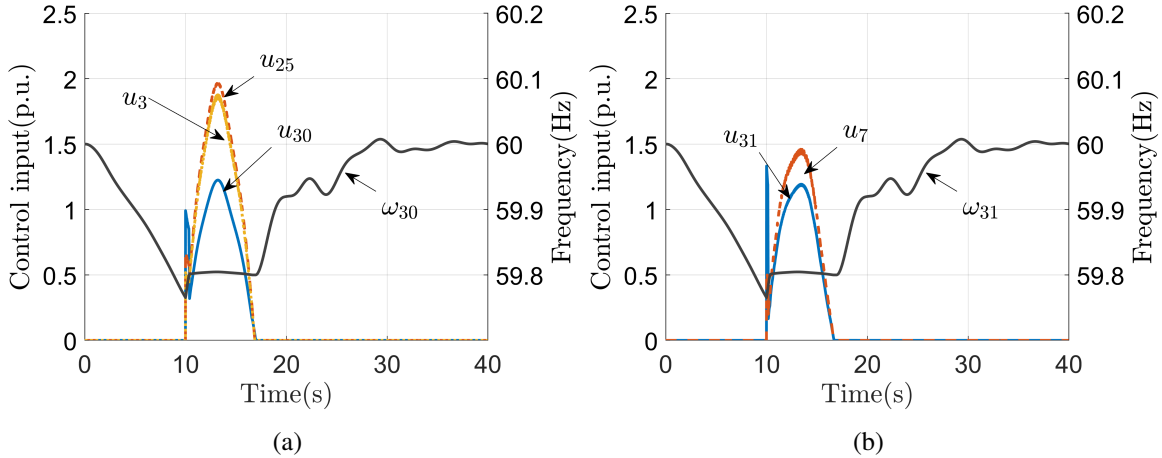 2.5
2
1.5
1
0.5
0
Control input(p.u.)
60.2
60.1
60
59.9
59.8
Frequency(Hz)
u25
u3
u30
ω30
0 10 20 30 40
Time(s)
(a)
2.5
2
1.5
1
0.5
0
Control input(p.u.)
60.2
60.1
60
59.9
59.8
Frequency(Hz)
u31
u7
ω31
0 10 20 30 40
Time(s)
(b)